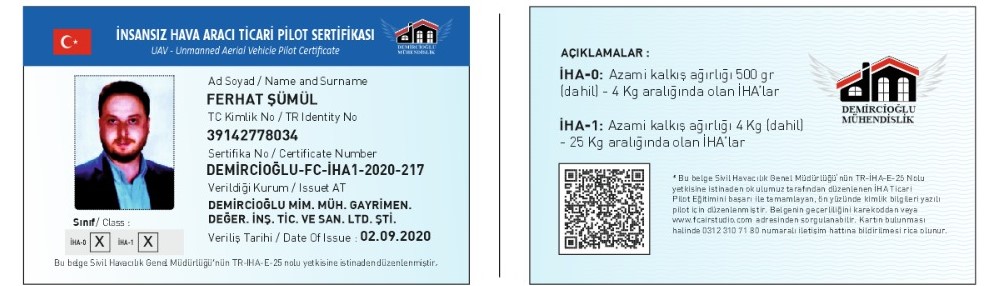 İNSANSIZ HAVA ARACI TİCARİ PİLOT SERTİFİKASI
UAV - Unmanned Aerial Vehicle Pilot Certificate
DEMİRCİOĞLU
MÜHENDİSLİK
Ad Soyad / Name and Surname
FERHAT ŞÜMÜL
TC Kimlik No / TR Identity No
39142778034
Sertifika No / Certificate Number
DEMİRCİOĞLU-FC-İHA1-2020-217
Verildiği Kurum / Issuet AT
DEMİRCİOĞLU MİM. MÜH. GAYRİMEN.
DEĞER. İNŞ. TİC. VE SAN. LTD. ŞTİ.
Veriliş Tarihi / Date Of Issue : 02.09.2020
Sınıf/ Class :
İHA-0 X İHA-1 X
Bu belge Sivil Havacılık Genel Müdürlüğü'nün TR-IHA-E-25 nolu yetkisine istinaden düzenlenmiştir.
AÇIKLAMALAR :
İHA-0: Azami kalkış ağırlığı 500 gr
(dahil) - 4 Kg aralığında olan İHA'lar
İHA-1: Azami kalkış ağırlığı 4 Kg (dahil)
- 25 Kg aralığında olan İHA'lar
DEMİRCİOĞLU
MÜHENDİSLİK
* Bu belge Sivil Havacılık Genel Müdürlüğü'nün TR-İHA-E-25 Nolu
yetkisine istinaden okulumuz tarafından düzenlenen İHA Ticari
Pilot Eğitimini başarı ile tamamlayan, ön yüzünde kimlik bilgileri yazılı
pilot için düzenlenmiştir. Belgenin geçerliliğini karekoddan veya
www.fcairstudio.com adresinden sorgulanabilir. Kartın bulunması
halinde 0312 310 71 80 numaralı iletişim hattına bildirilmesi rica olunur.